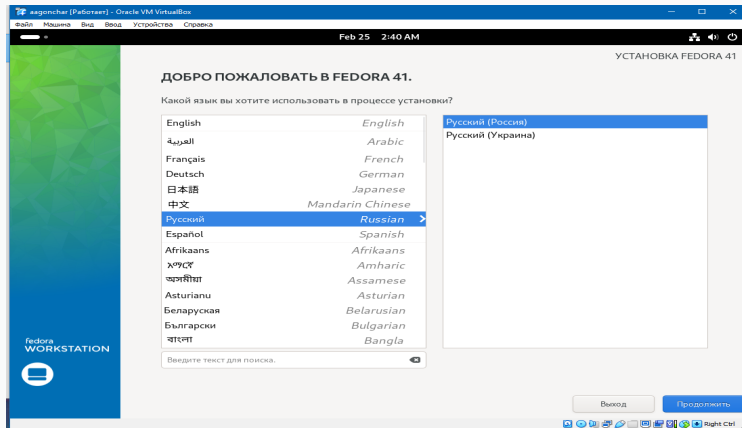 aagonchar [Работает] - Oracle VM VirtualBox
Файл Машина Вид Ввод Устройства Справка
Feb 25 2:40 AM
УСТАНОВКА FEDORA 41
ДОБРО ПОЖАЛОВАТЬ В FEDORA 41.
Какой язык вы хотите использовать в процессе установки?
English English
العربية Arabic
Français French
Deutsch German
日本語 Japanese
中文 Mandarin Chinese
Русский Russian
Español Spanish
Afrikaans Afrikaans
አማርኛ Amharic
অসমীয়া Assamese
Asturianu Asturian
Беларуская Belarusian
Български Bulgarian
বাংলা Bangla
Введите текст для поиска.
Русский (Россия)
Русский (Украина)
fedora
WORKSTATION
Выход Продолжить
Right Ctrl